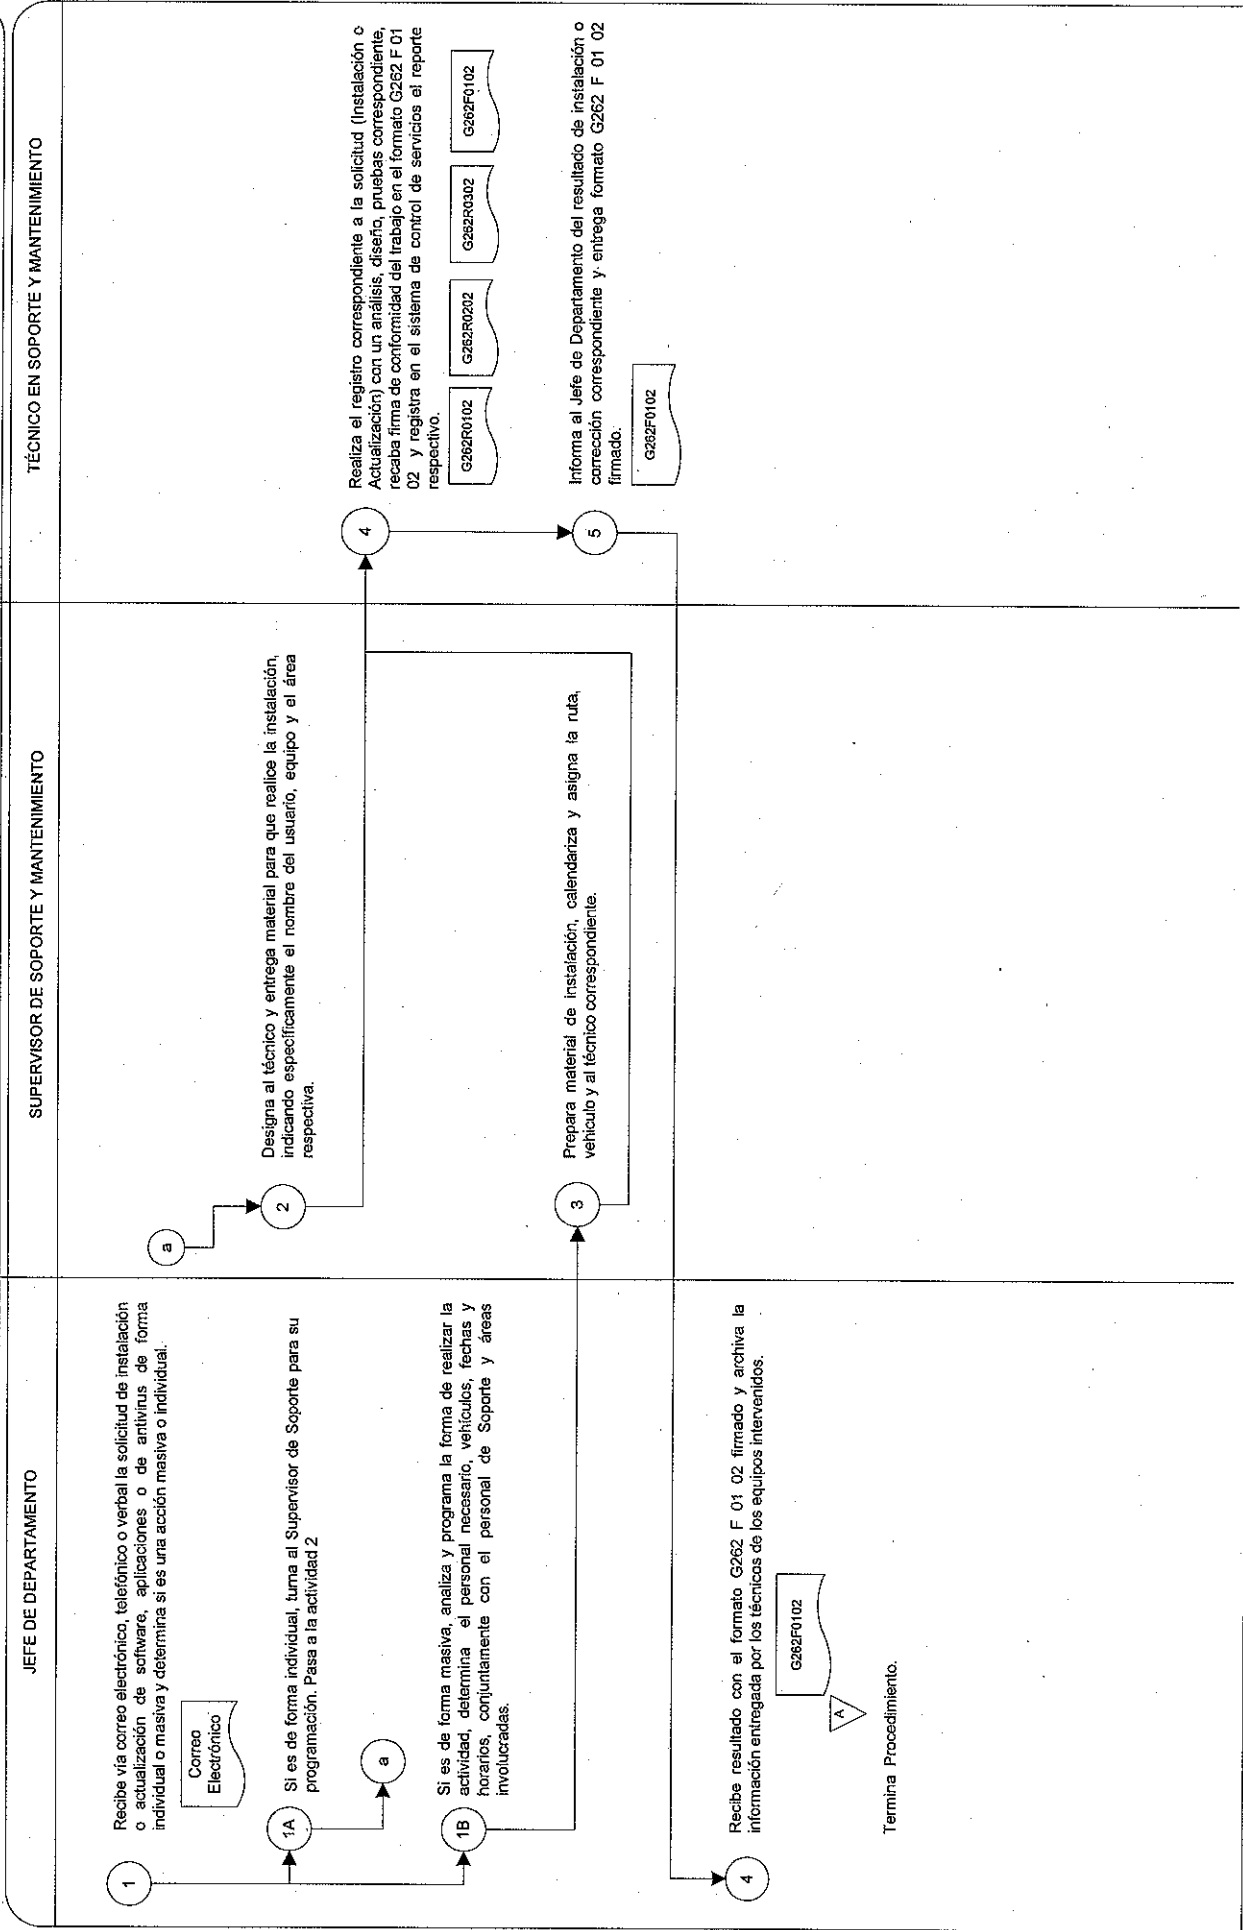 JEFE DE DEPARTAMENTO
SUPERVISOR DE SOPORTE Y MANTENIMIENTO
TÉCNICO EN SOPORTE Y MANTENIMIENTO
1
Recibe vía correo electrónico, telefónico o verbal la solicitud de instalación
o actualización de software, aplicaciones o de antivirus de forma
individual o masiva y determina si es una acción masiva o individual.
Correo
Electrónico
1A
Si es de forma individual, turna al Supervisor de Soporte para su
programación. Pasa a la actividad 2
a
1B
Si es de forma masiva, analiza y programa la forma de realizar la
actividad, determina el personal necesario, vehículos, fechas y
horarios, conjuntamente con el personal de Soporte y áreas
involucradas.
a
2
Designa al técnico y entrega material para que realice la instalación,
indicando específicamente el nombre del usuario, equipo y el área
respectiva.
3
Prepara material de instalación, calendariza y asigna la ruta,
vehiculo y al técnico correspondiente.
4
Realiza el registro correspondiente a la solicitud (Instalación o
Actualización) con un análisis, diseño, pruebas correspondiente,
recaba firma de conformidad del trabajo en el formato G262 F 01
02 y registra en el sistema de control de servicios el reporte
respectivo.
G262R0102
G262R0202
G262R0302
G262F0102
5
Informa al Jefe de Departamento del resultado de instalación o
corrección correspondiente y entrega formato G262 F 01 02
firmado.
G262F0102
4
Recibe resultado con el formato G262 F 01 02 firmado y archiva la
información entregada por los técnicos de los equipos intervenidos.
G262F0102
A
Termina Procedimiento.